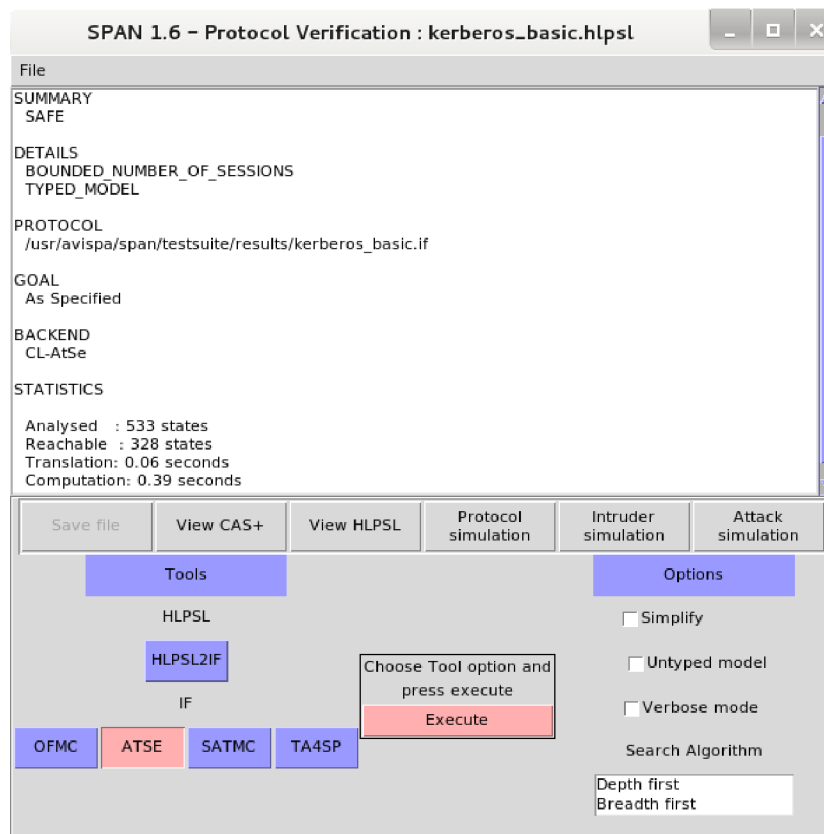 SPAN 1.6 - Protocol Verification : kerberos_basic.hlpsl
File
SUMMARY
SAFE
DETAILS
BOUNDED_NUMBER_OF_SESSIONS
TYPED_MODEL
PROTOCOL
/usr/avispa/span/testsuite/results/kerberos_basic.if
GOAL
As Specified
BACKEND
CL-AtSe
STATISTICS
Analysed : 533 states
Reachable : 328 states
Translation: 0.06 seconds
Computation: 0.39 seconds
Save file
View CAS+
View HLPSL
Protocol
simulation
Intruder
simulation
Attack
simulation
Tools
Options
HLPSL
Simplify
HLPSL2IF
Choose Tool option and
press execute
Untyped model
IF
Execute
Verbose mode
OFMC
ATSE
SATMC
TA4SP
Search Algorithm
Depth first
Breadth first